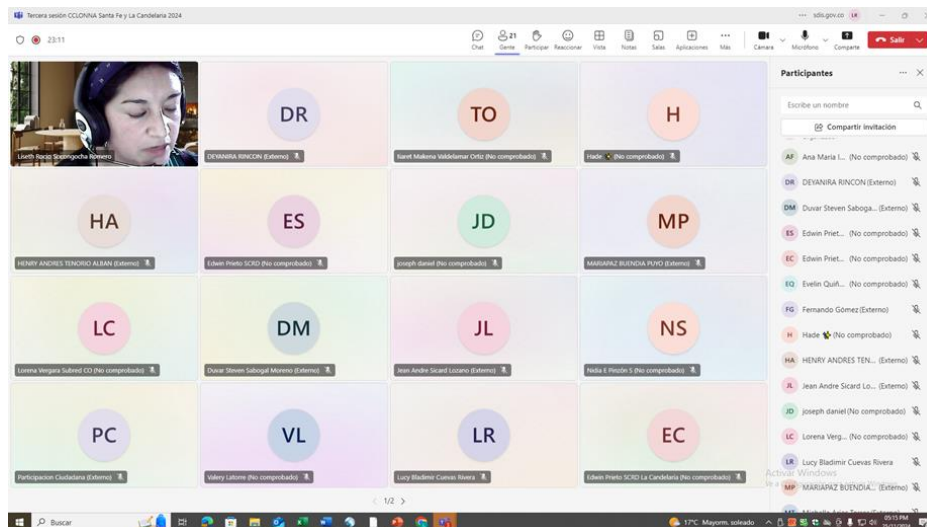 Tercera sesión CCLONNA Santa Fe y La Candelaria 2024
sdis.gov.co LR
23:11
21
Chat Gente Participar Reaccionar Vista Notas Salas Aplicaciones Más Cámara Micrófono Comparte Salir
Participantes
Escribe un nombre
Compartir invitación
Liseth Rocio Socongocha Romero
DR
DEYANIRA RINCON (Externo)
TO
Naret Makena Valdelamar Ortiz (No comprobado)
H
Hade (No comprobado)
HA
HENRY ANDRES TENORIO ALBAN (Externo)
ES
Edwin Prieto SCRD (No comprobado)
JD
joseph daniel (No comprobado)
MP
MARIAPAZ BUENDIA PUYO (Externo)
LC
Lorena Vergara Subred CO (No comprobado)
DM
Duvar Steven Sabogal Moreno (Externo)
JL
Jean Andre Sicard Lozano (Externo)
NS
Nidia E Pinzón S (No comprobado)
PC
Participacion Ciudadana (Externo)
VL
Valery Latorre (No comprobado)
LR
Lucy Bladimir Cuevas Rivera
EC
Edwin Prieto SCRD La Candelaria (No comprobado)
1/2
AF Ana Maria I... (No comprobado)
DR DEYANIRA RINCON (Externo)
DM Duvar Steven Saboga... (Externo)
ES Edwin Priet... (No comprobado)
EC Edwin Priet... (No comprobado)
EQ Evelin Quiñ... (No comprobado)
FG Fernando Gómez (Externo)
H Hade (No comprobado)
HA HENRY ANDRES TEN... (Externo)
JL Jean Andre Sicard Lo... (Externo)
JD joseph daniel (No comprobado)
LC Lorena Verg... (No comprobado)
LR Lucy Bladimir Cuevas Rivera
Activar Windows
MP MARIAPAZ BUENDIA... (Externo)
Buscar
17°C Mayorm. soleado
05:15 PM